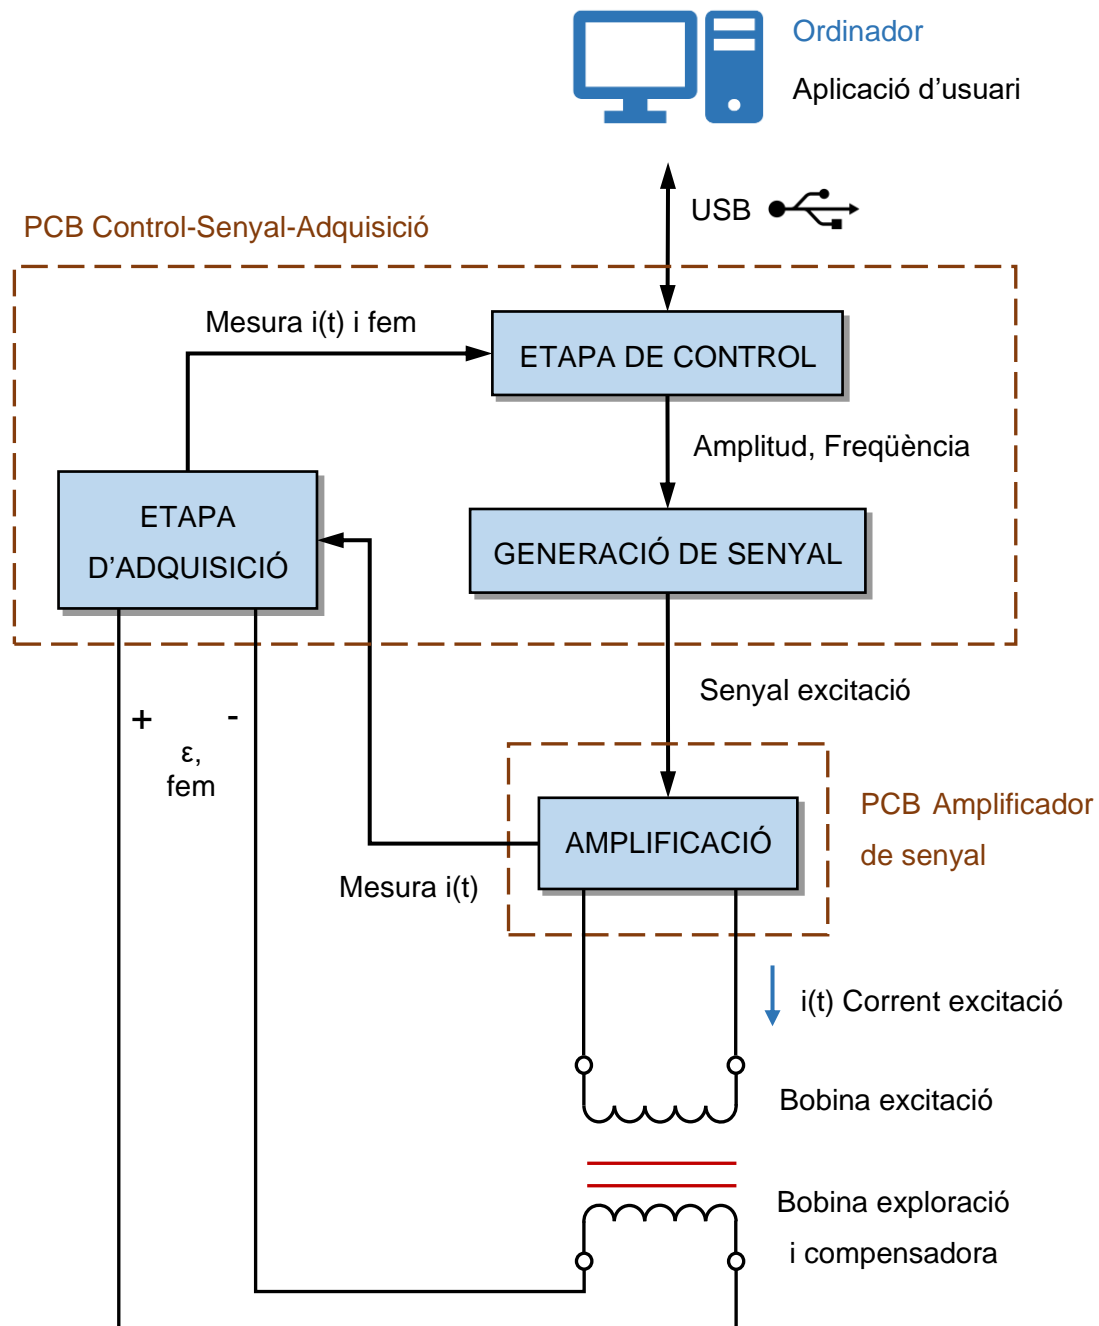 Ordinador
Aplicació d'usuari
USB
PCB Control-Senyal-Adquisició
Mesura i(t) i fem
ETAPA DE CONTROL
Amplitud, Freqüència
ETAPA
D'ADQUISICIÓ
GENERACIÓ DE SENYAL
Senyal excitació
+ -
ε,
fem
AMPLIFICACIÓ
PCB Amplificador
de senyal
Mesura i(t)
i(t) Corrent excitació
Bobina excitació
Bobina exploració
i compensadora